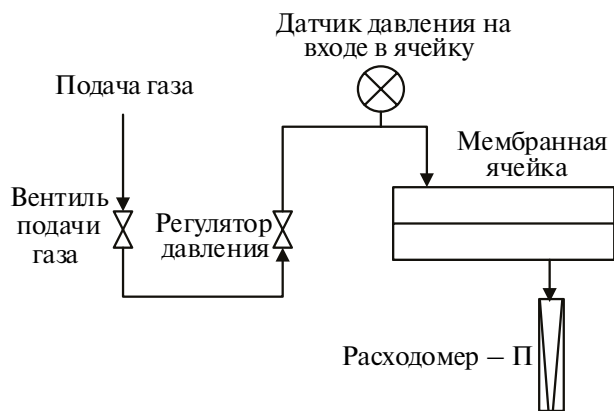 Датчик давления на
входе в ячейку
Подача газа
Мембранная
ячейка
Вентиль
подачи
газа
Регулятор
давления
Расходомер – П